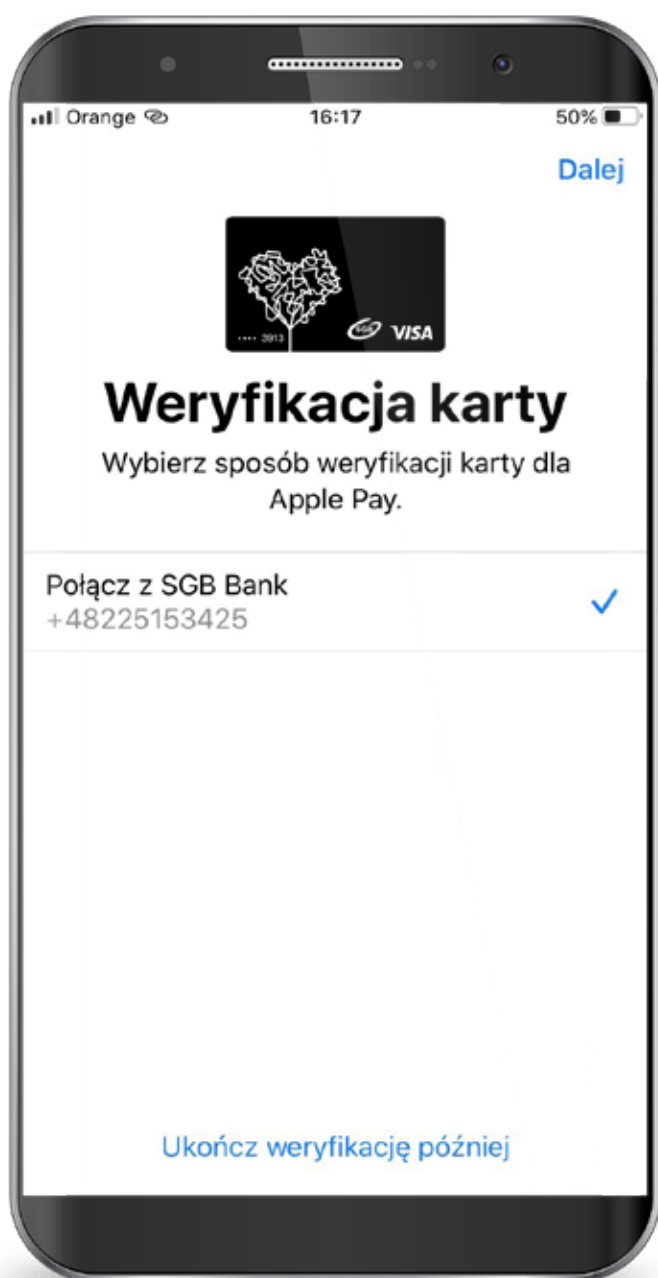 Orange
16:17
50%
Dalej
•••• 3913
SGB
VISA
Weryfikacja karty
Wybierz sposób weryfikacji karty dla
Apple Pay.
Połącz z SGB Bank
+48225153425
Ukończ weryfikację później